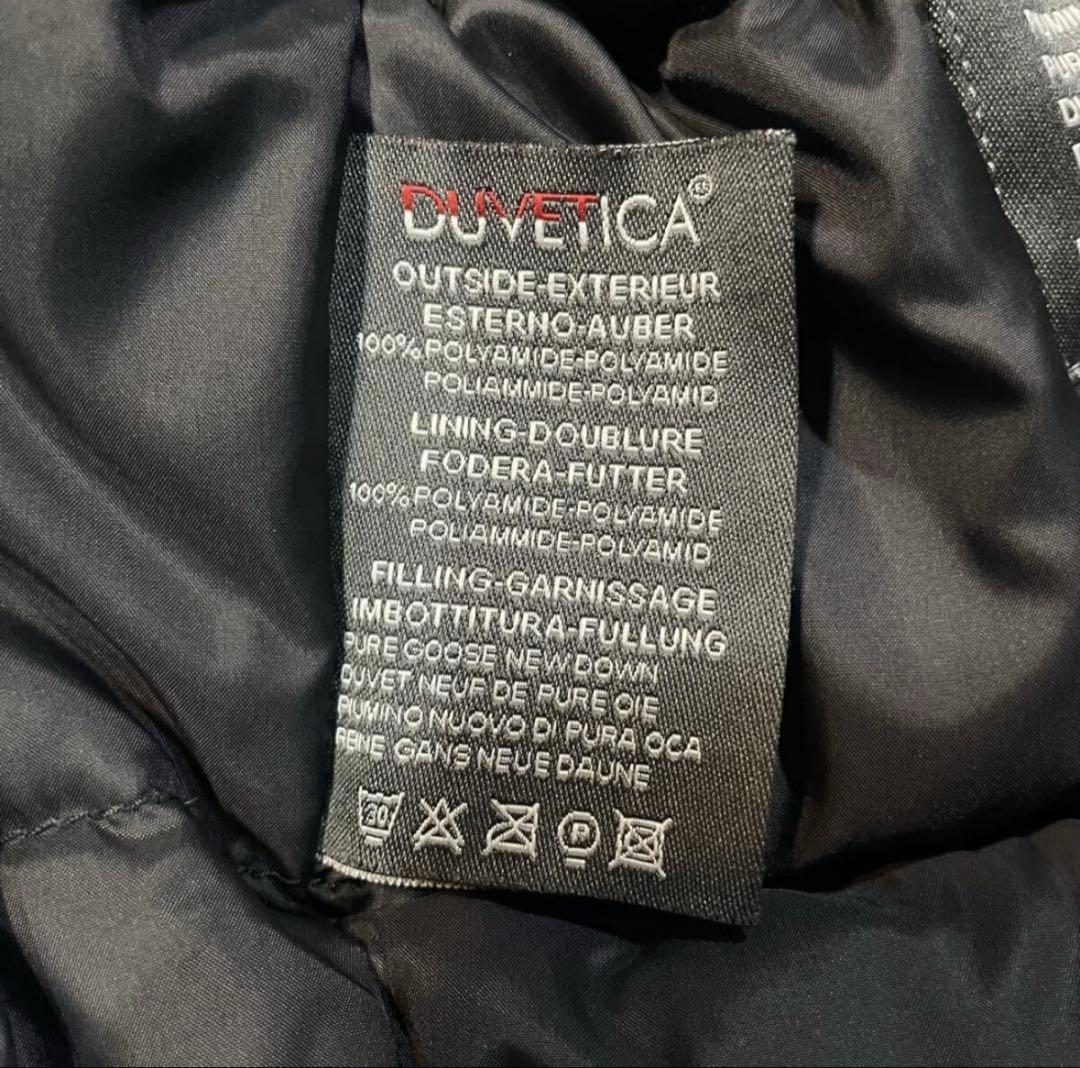 DUVETICA®
OUTSIDE-EXTERIEUR
ESTERNO-AUBER
100% POLYAMIDE-POLYAMIDE
POLIAMMIDE-POLYAMID
LINING-DOUBLURE
FODERA-FUTTER
100% POLYAMIDE-POLYAMIDE
POLIAMMIDE-POLYAMID
FILLING-GARNISSAGE
IMBOTTITURA-FULLUNG
PURE GOOSE NEW DOWN
DUVET NEUF DE PURE OIE
PIUMINO NUOVO DI PURA OCA
REINE GANS NEUE DAUNE
30 P